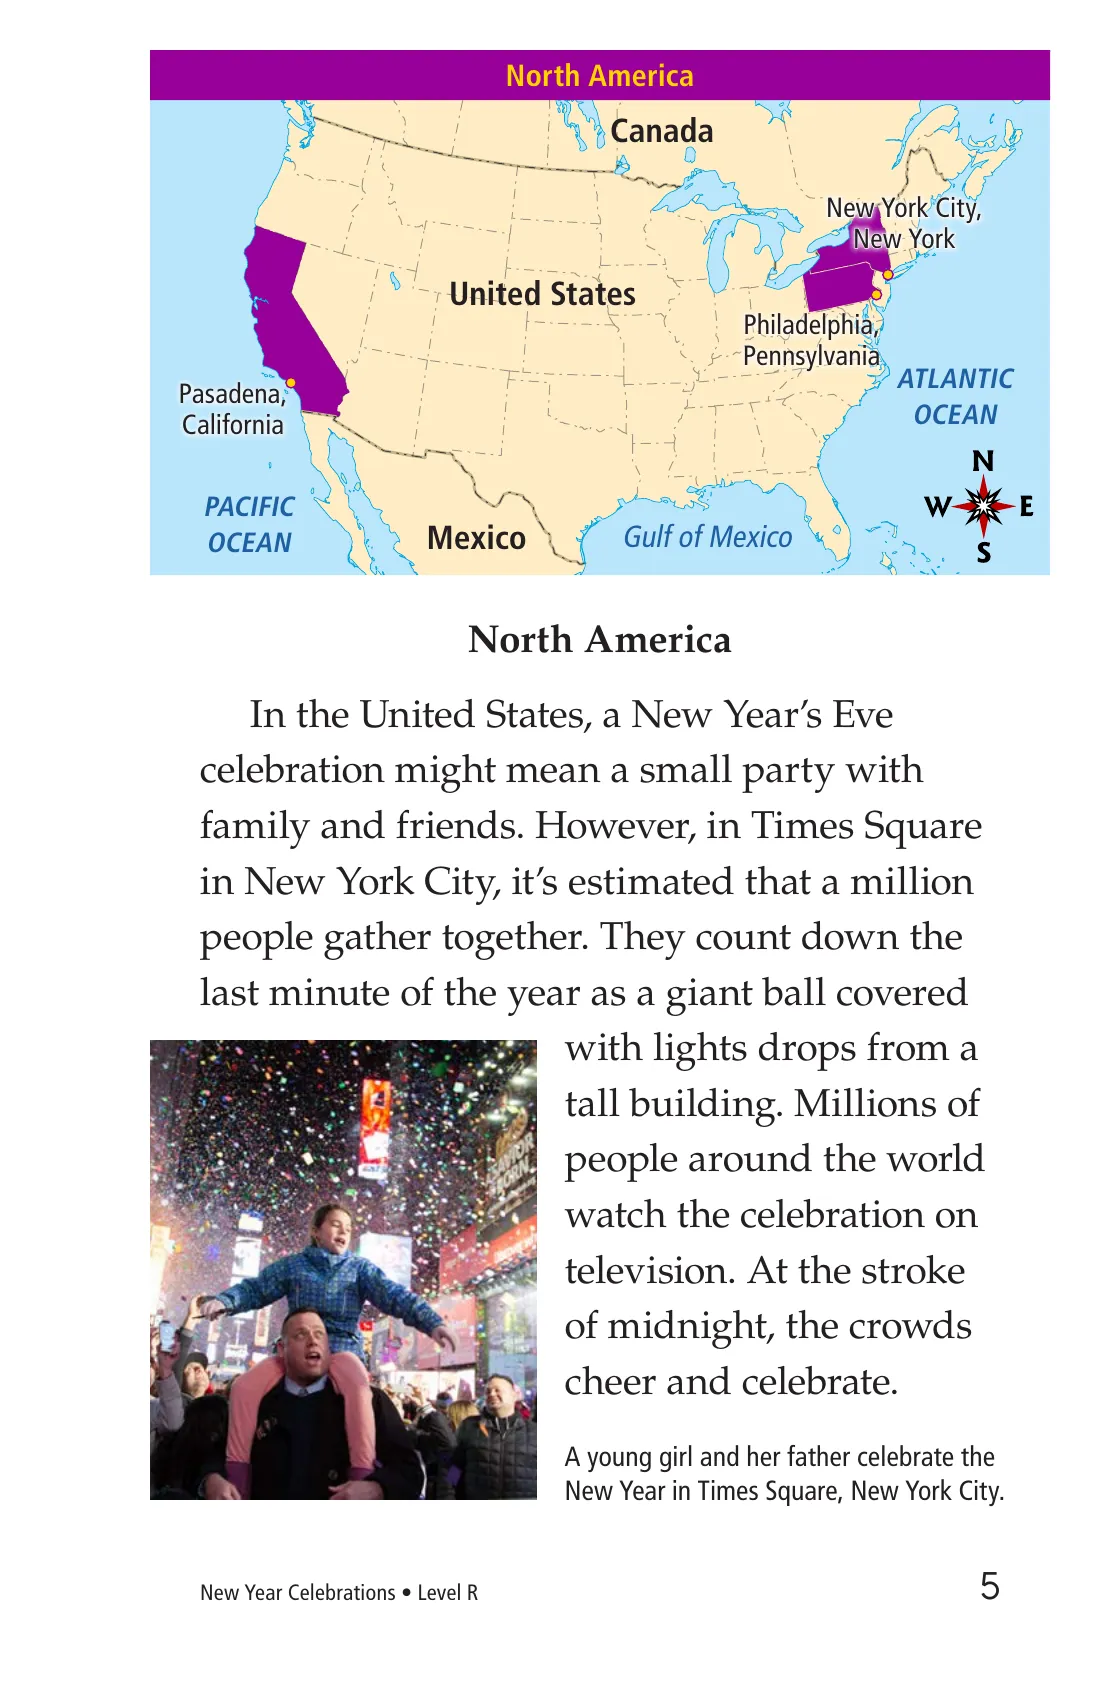 North America
Canada
New York City,
New York
United States
Philadelphia,
Pennsylvania
ATLANTIC
OCEAN
Pasadena,
California
N
W
E
S
PACIFIC
OCEAN
Mexico
Gulf of Mexico
North America
In the United States, a New Year’s Eve
celebration might mean a small party with
family and friends. However, in Times Square
in New York City, it’s estimated that a million
people gather together. They count down the
last minute of the year as a giant ball covered
with lights drops from a
tall building. Millions of
people around the world
watch the celebration on
television. At the stroke
of midnight, the crowds
cheer and celebrate.
A young girl and her father celebrate the
New Year in Times Square, New York City.
New Year Celebrations • Level R
5